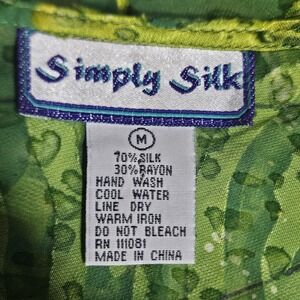 Simply Silk
M
70% SILK
30% RAYON
HAND WASH
COOL WATER
LINE DRY
WARM IRON
DO NOT BLEACH
RN 111081
MADE IN CHINA